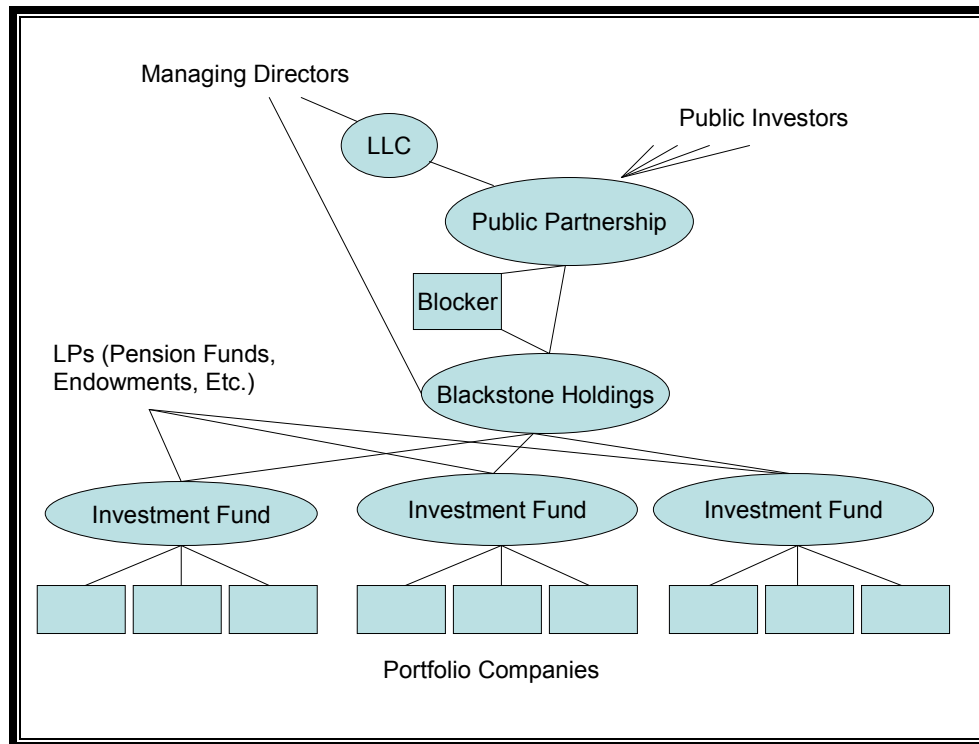 Managing Directors
Public Investors
LLC
Public Partnership
Blocker
LPs (Pension Funds,
Endowments, Etc.)
Blackstone Holdings
Investment Fund
Investment Fund
Investment Fund
Portfolio Companies